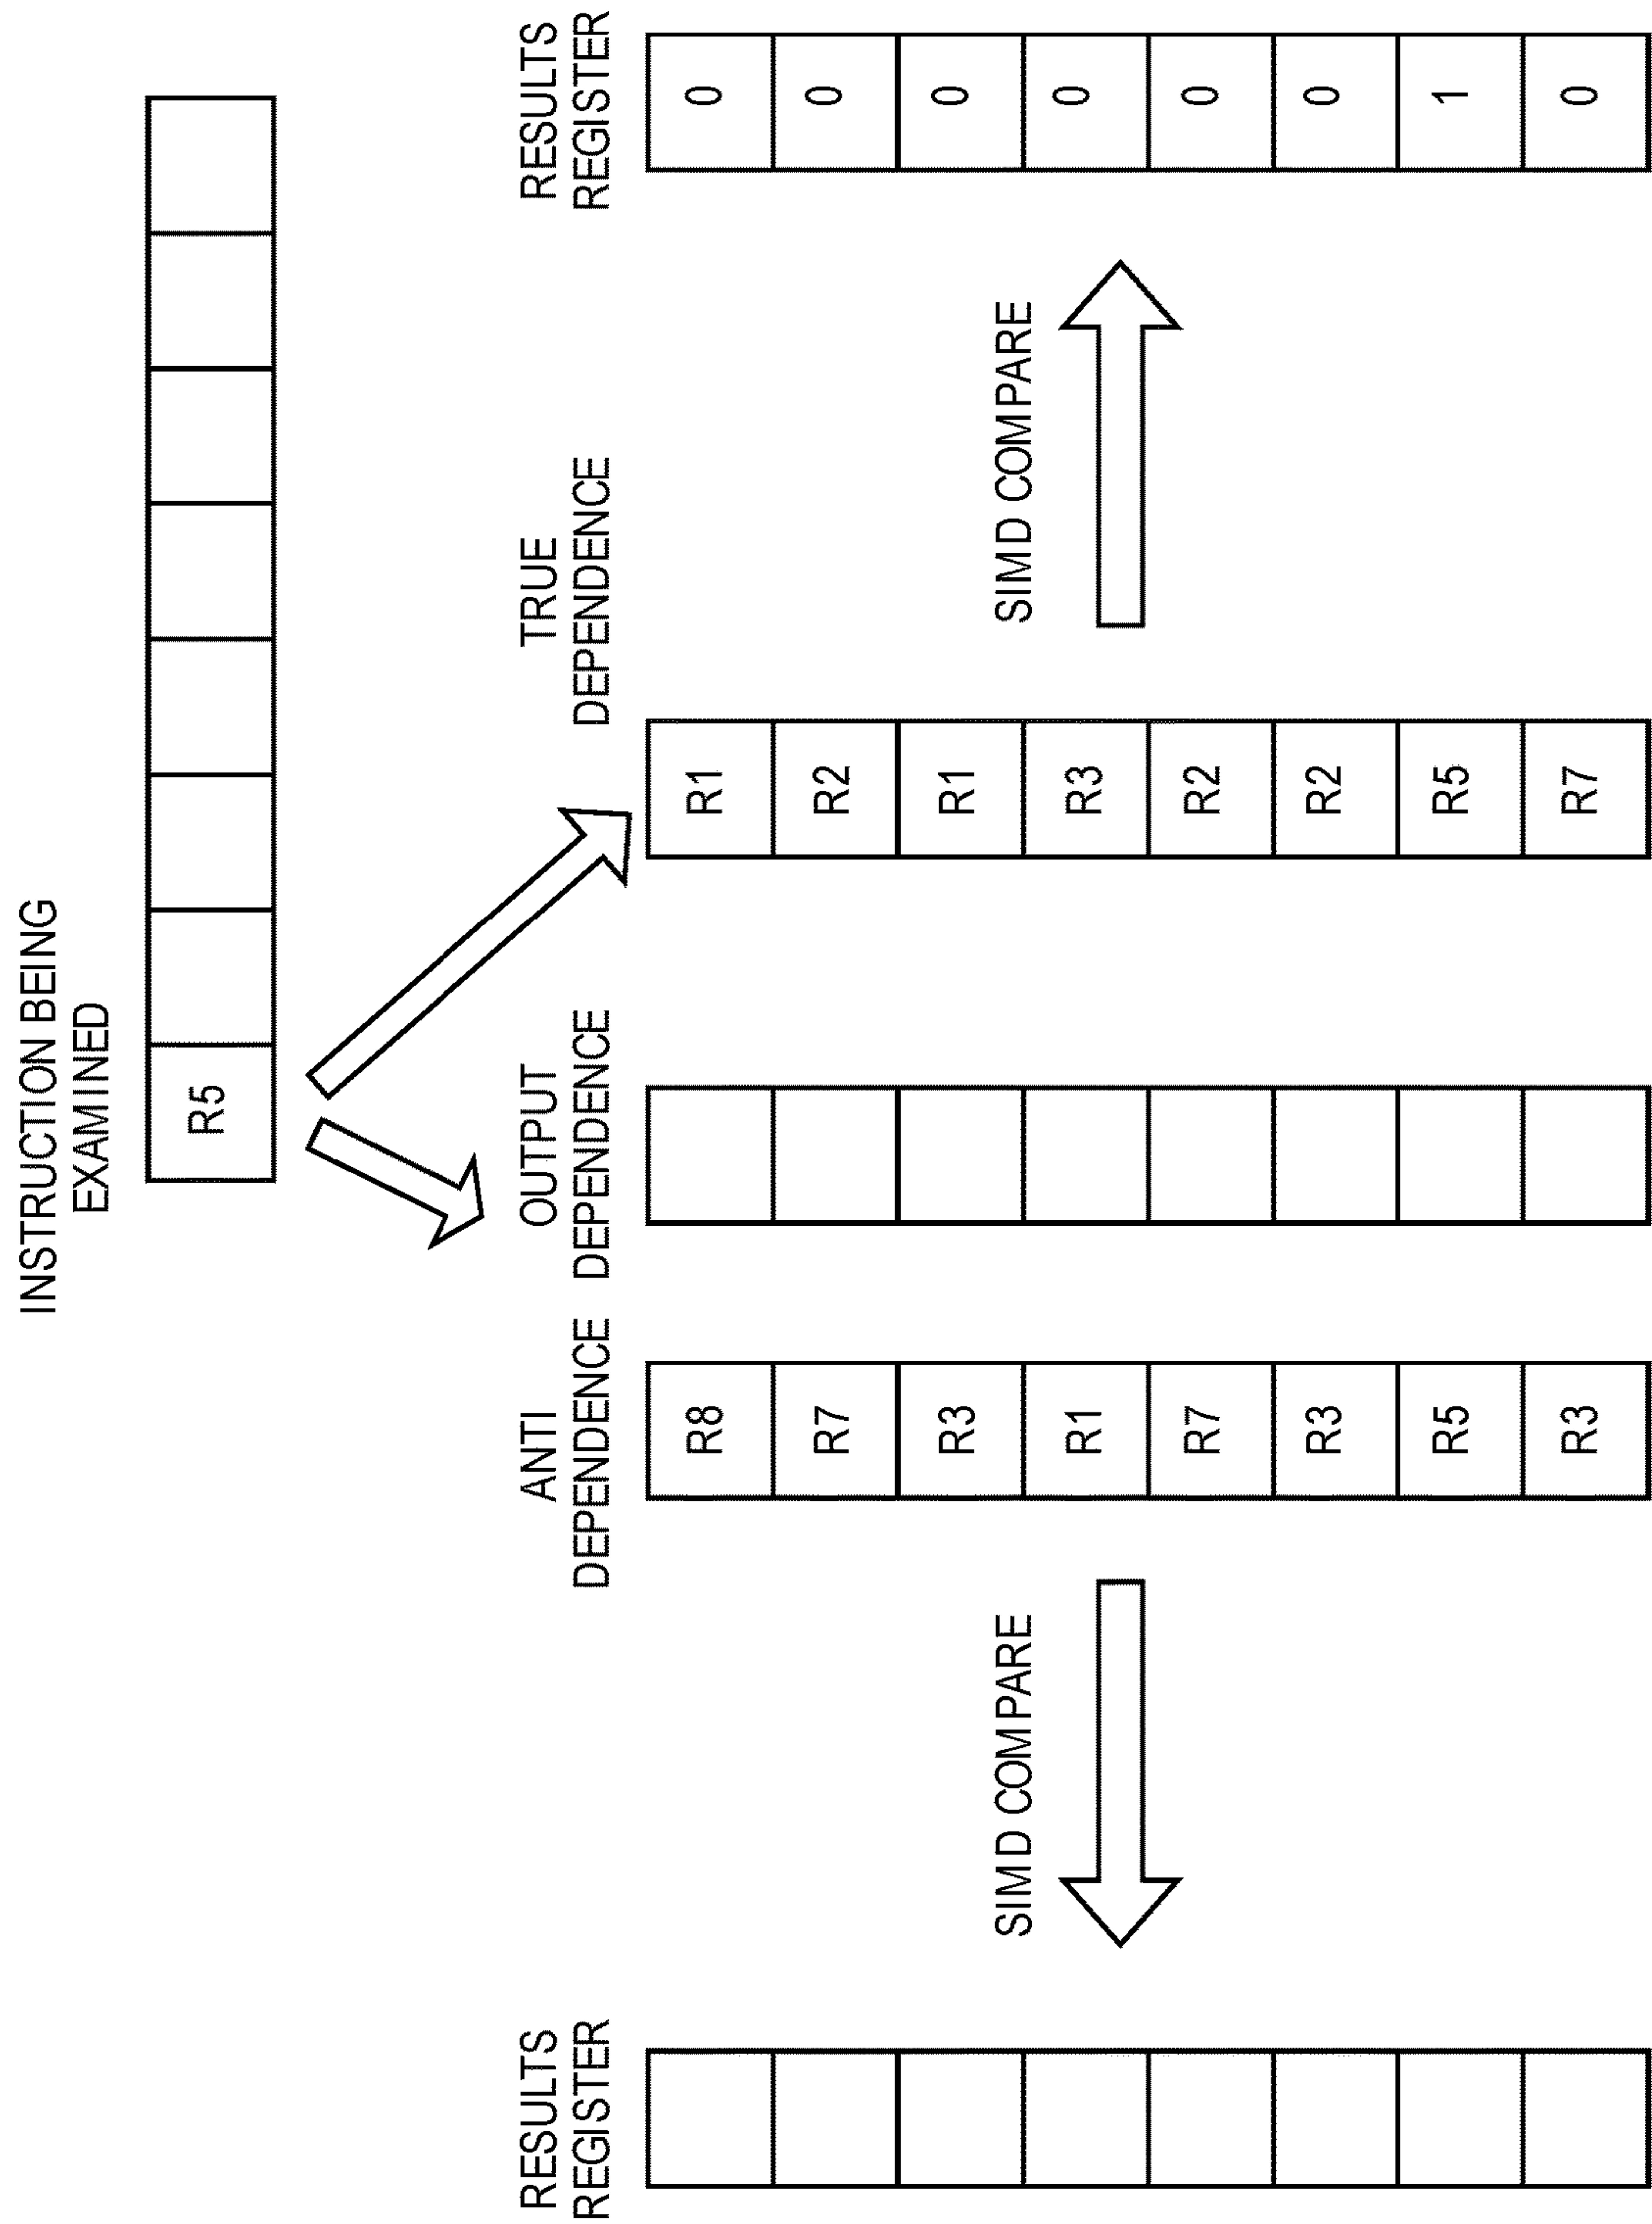 INSTRUCTION BEING
EXAMINED
R5
RESULTS
REGISTER
SIMD COMPARE
ANTI
DEPENDENCE
R8
R7
R3
R1
R7
R3
R5
R3
OUTPUT
DEPENDENCE
TRUE
DEPENDENCE
R1
R2
R1
R3
R2
R2
R5
R7
SIMD COMPARE
RESULTS
REGISTER
0
0
0
0
0
0
1
0